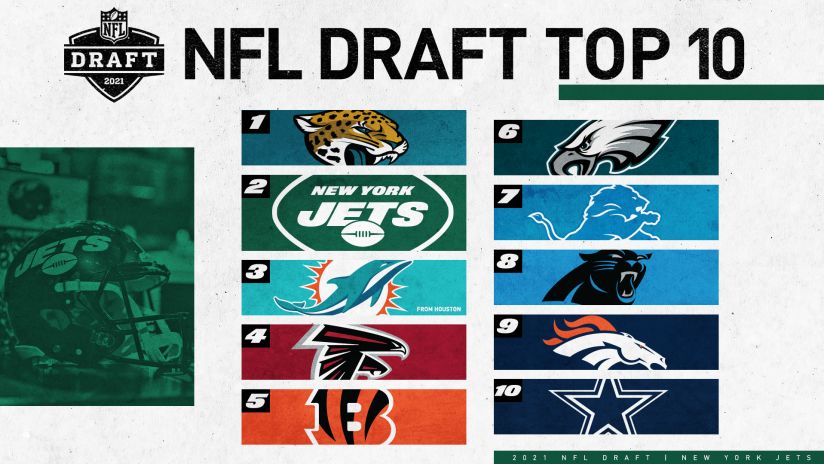 NFL
DRAFT
2021
NFL DRAFT TOP 10
1
2
NEW YORK
JETS
3
FROM HOUSTON
4
5
B
6
7
8
9
10
JETS
2021 NFL DRAFT | NEW YORK JETS